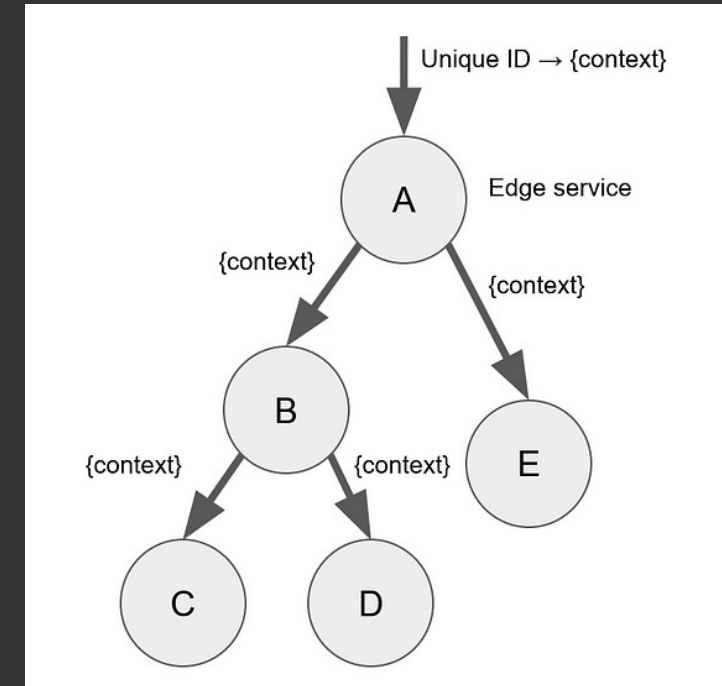 Unique ID → {context}
A
Edge service
{context}
{context}
B
E
{context}
{context}
C
D